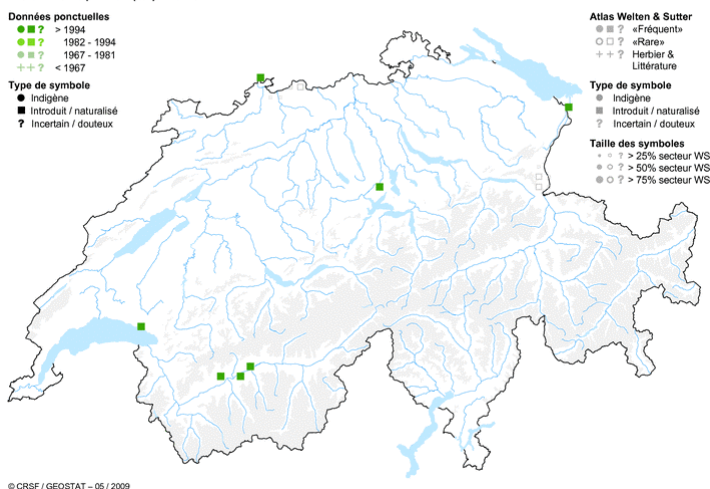 Données ponctuelles
> 1994
1982 - 1994
1967 - 1981
< 1967
Type de symbole
Indigène
Introduit / naturalisé
? Incertain / douteux
Atlas Welten & Sutter
«Fréquent»
«Rare»
Herbier &
Littérature
Type de symbole
Indigène
Introduit / naturalisé
? Incertain / douteux
Taille des symboles
? > 25% secteur WS
? > 50% secteur WS
? > 75% secteur WS
© CRSF / GEOSTAT – 05 / 2009